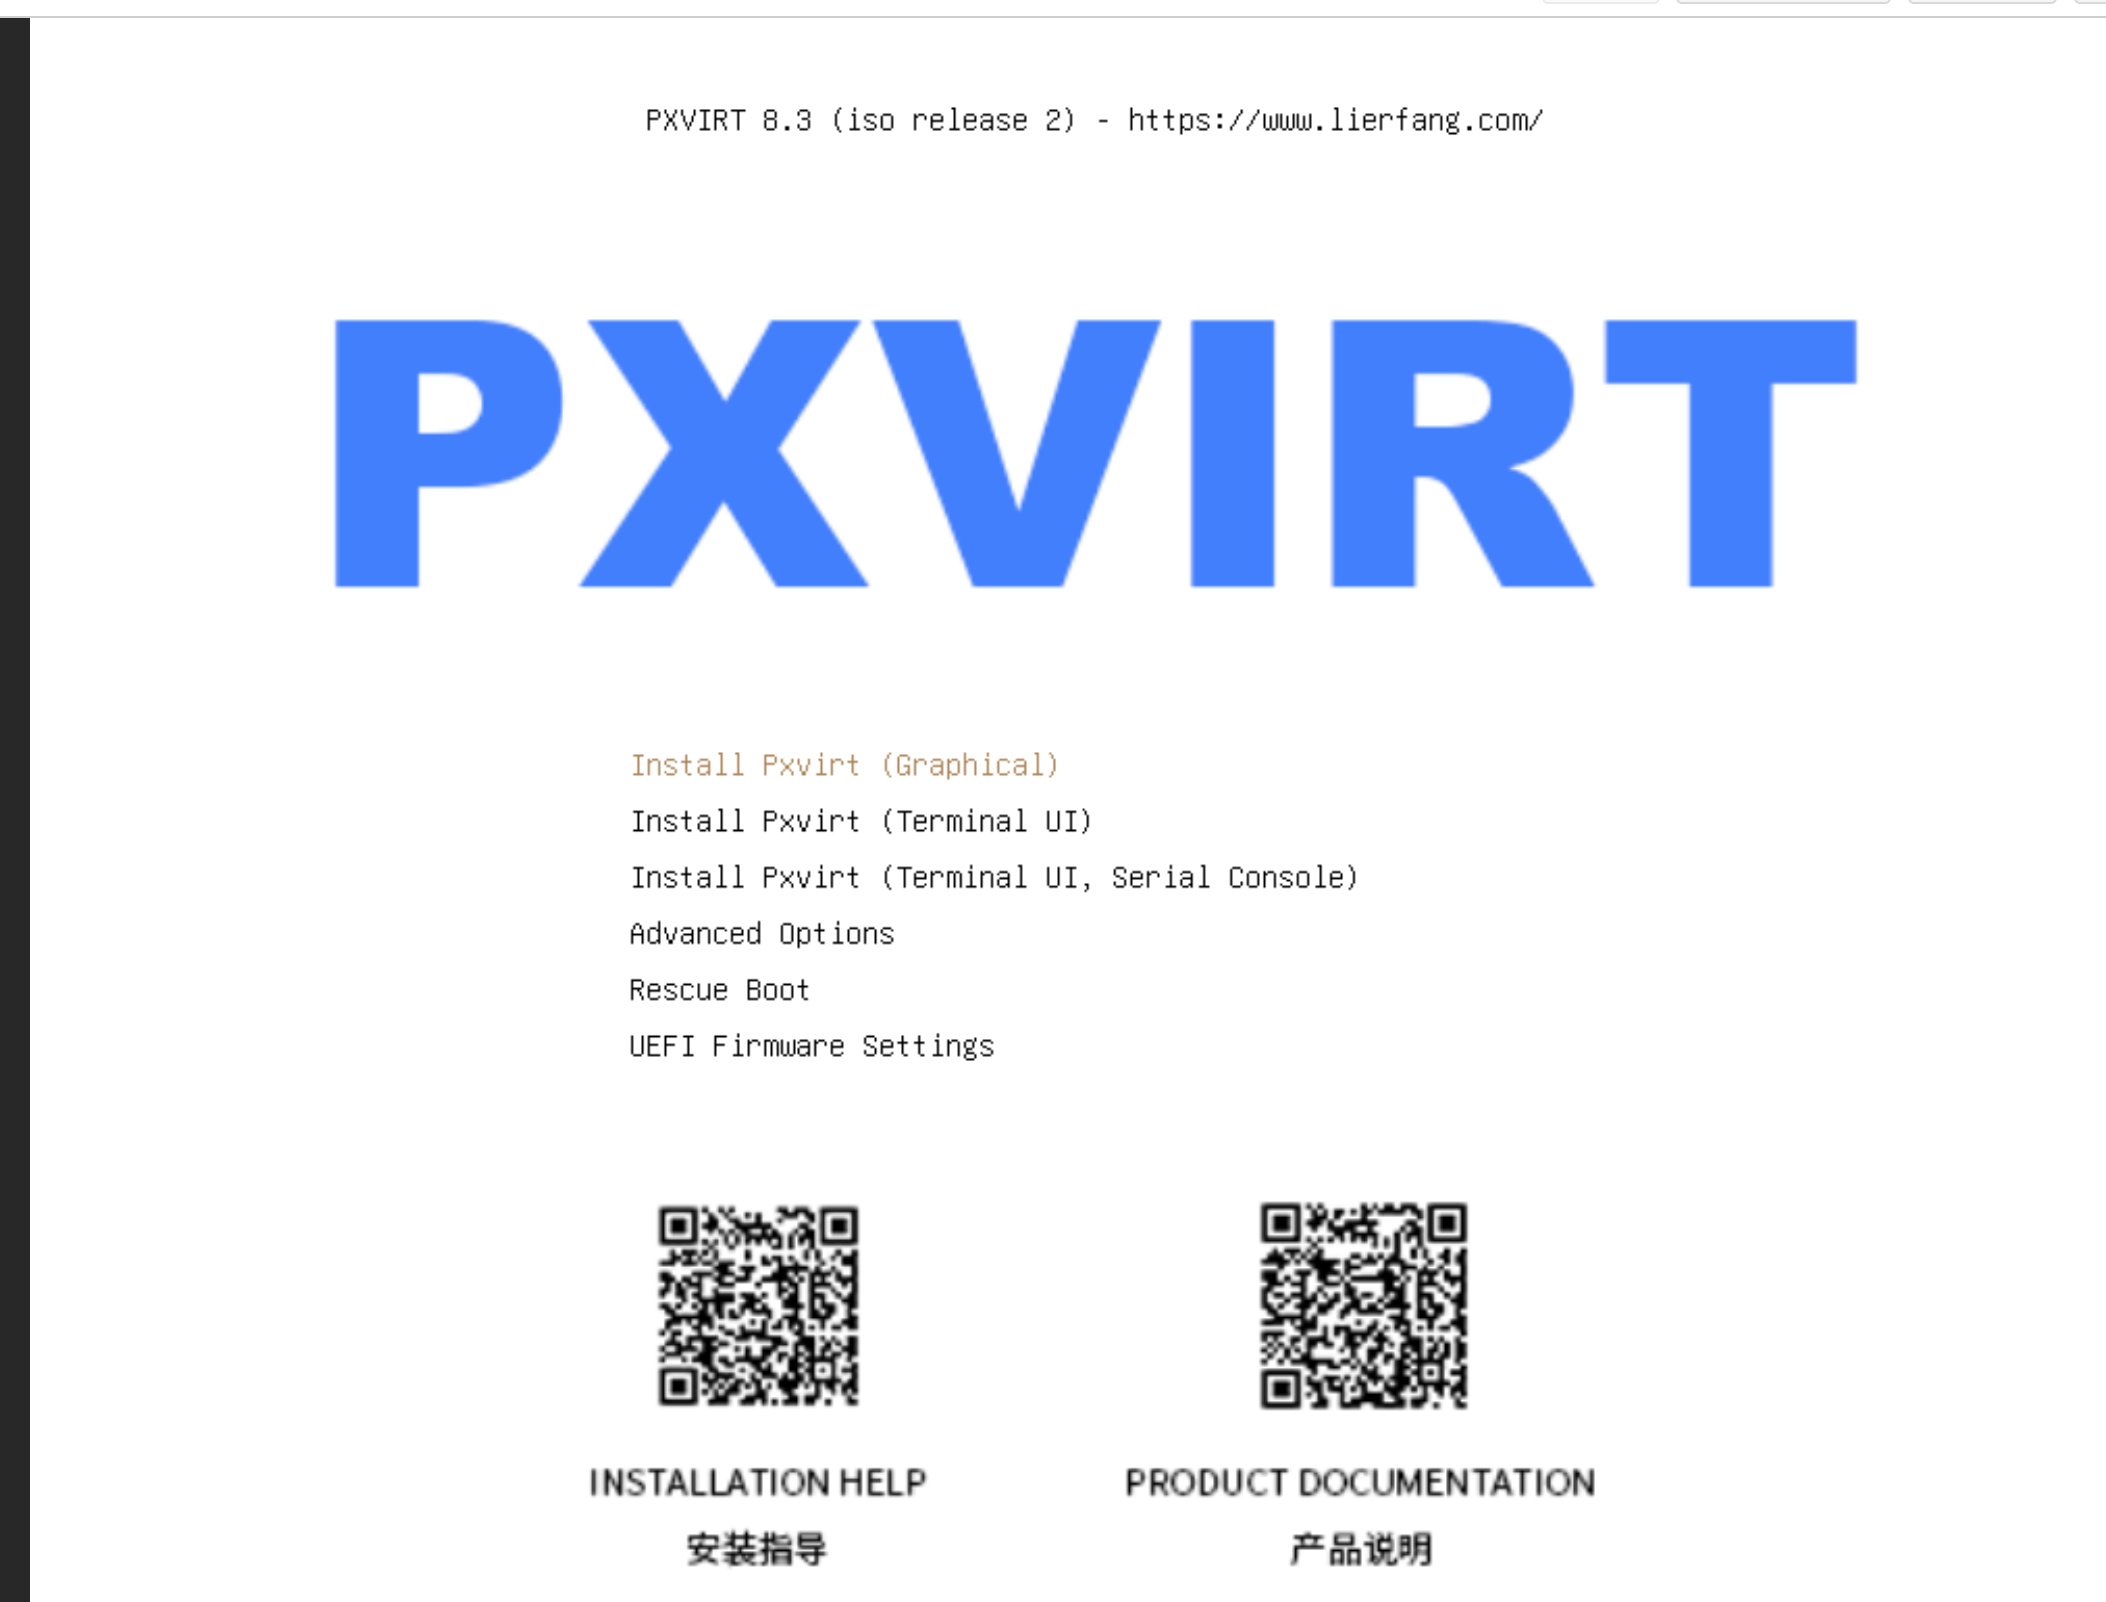 PXVIRT 8.3 (iso release 2) - https://www.lierfang.com/
PXVIRT
Install Pxvirt (Graphical)
Install Pxvirt (Terminal UI)
Install Pxvirt (Terminal UI, Serial Console)
Advanced Options
Rescue Boot
UEFI Firmware Settings
INSTALLATION HELP
安装指导
PRODUCT DOCUMENTATION
产品说明